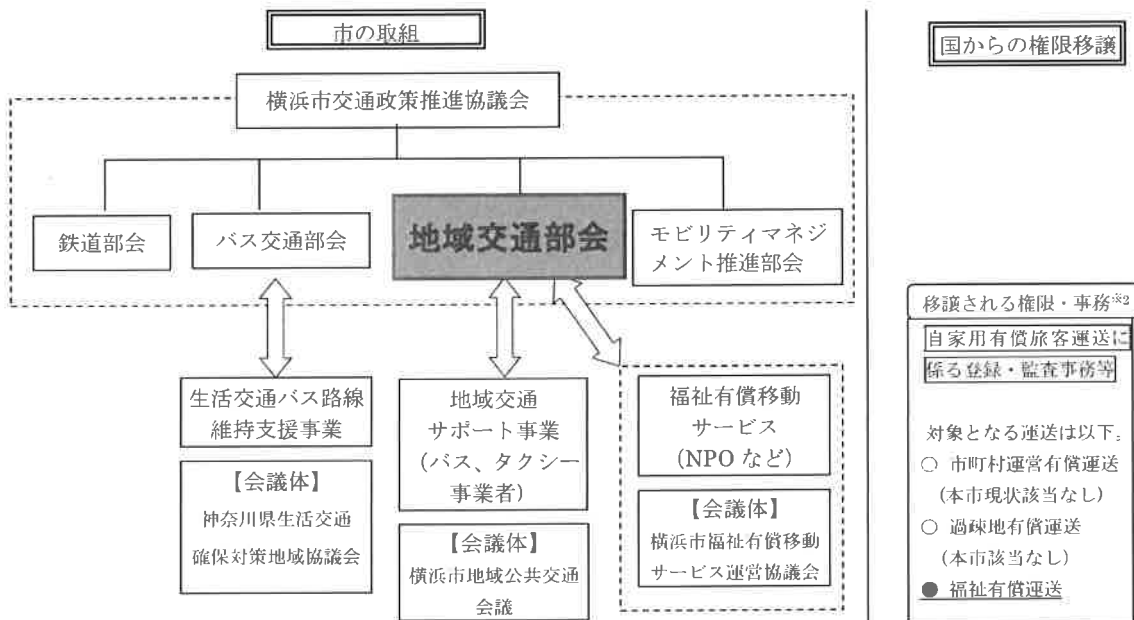 市の取組
国からの権限移譲
横浜市交通政策推進協議会
鉄道部会
バス交通部会
地域交通部会
モビリティマネジ
メント推進部会
生活交通バス路線
維持支援事業
【会議体】
神奈川県生活交通
確保対策地域協議会
地域交通
サポート事業
(バス、タクシー
事業者)
【会議体】
横浜市地域公共交通
会議
福祉有償移動
サービス
(NPO など)
【会議体】
横浜市福祉有償移動
サービス運営協議会
移譲される権限・事務※2
自家用有償旅客運送に
係る登録・監査事務等
対象となる運送は以下。
○ 市町村運営有償運送
(本市現状該当なし)
○ 過疎地有償運送
(本市該当なし)
● 福祉有償運送